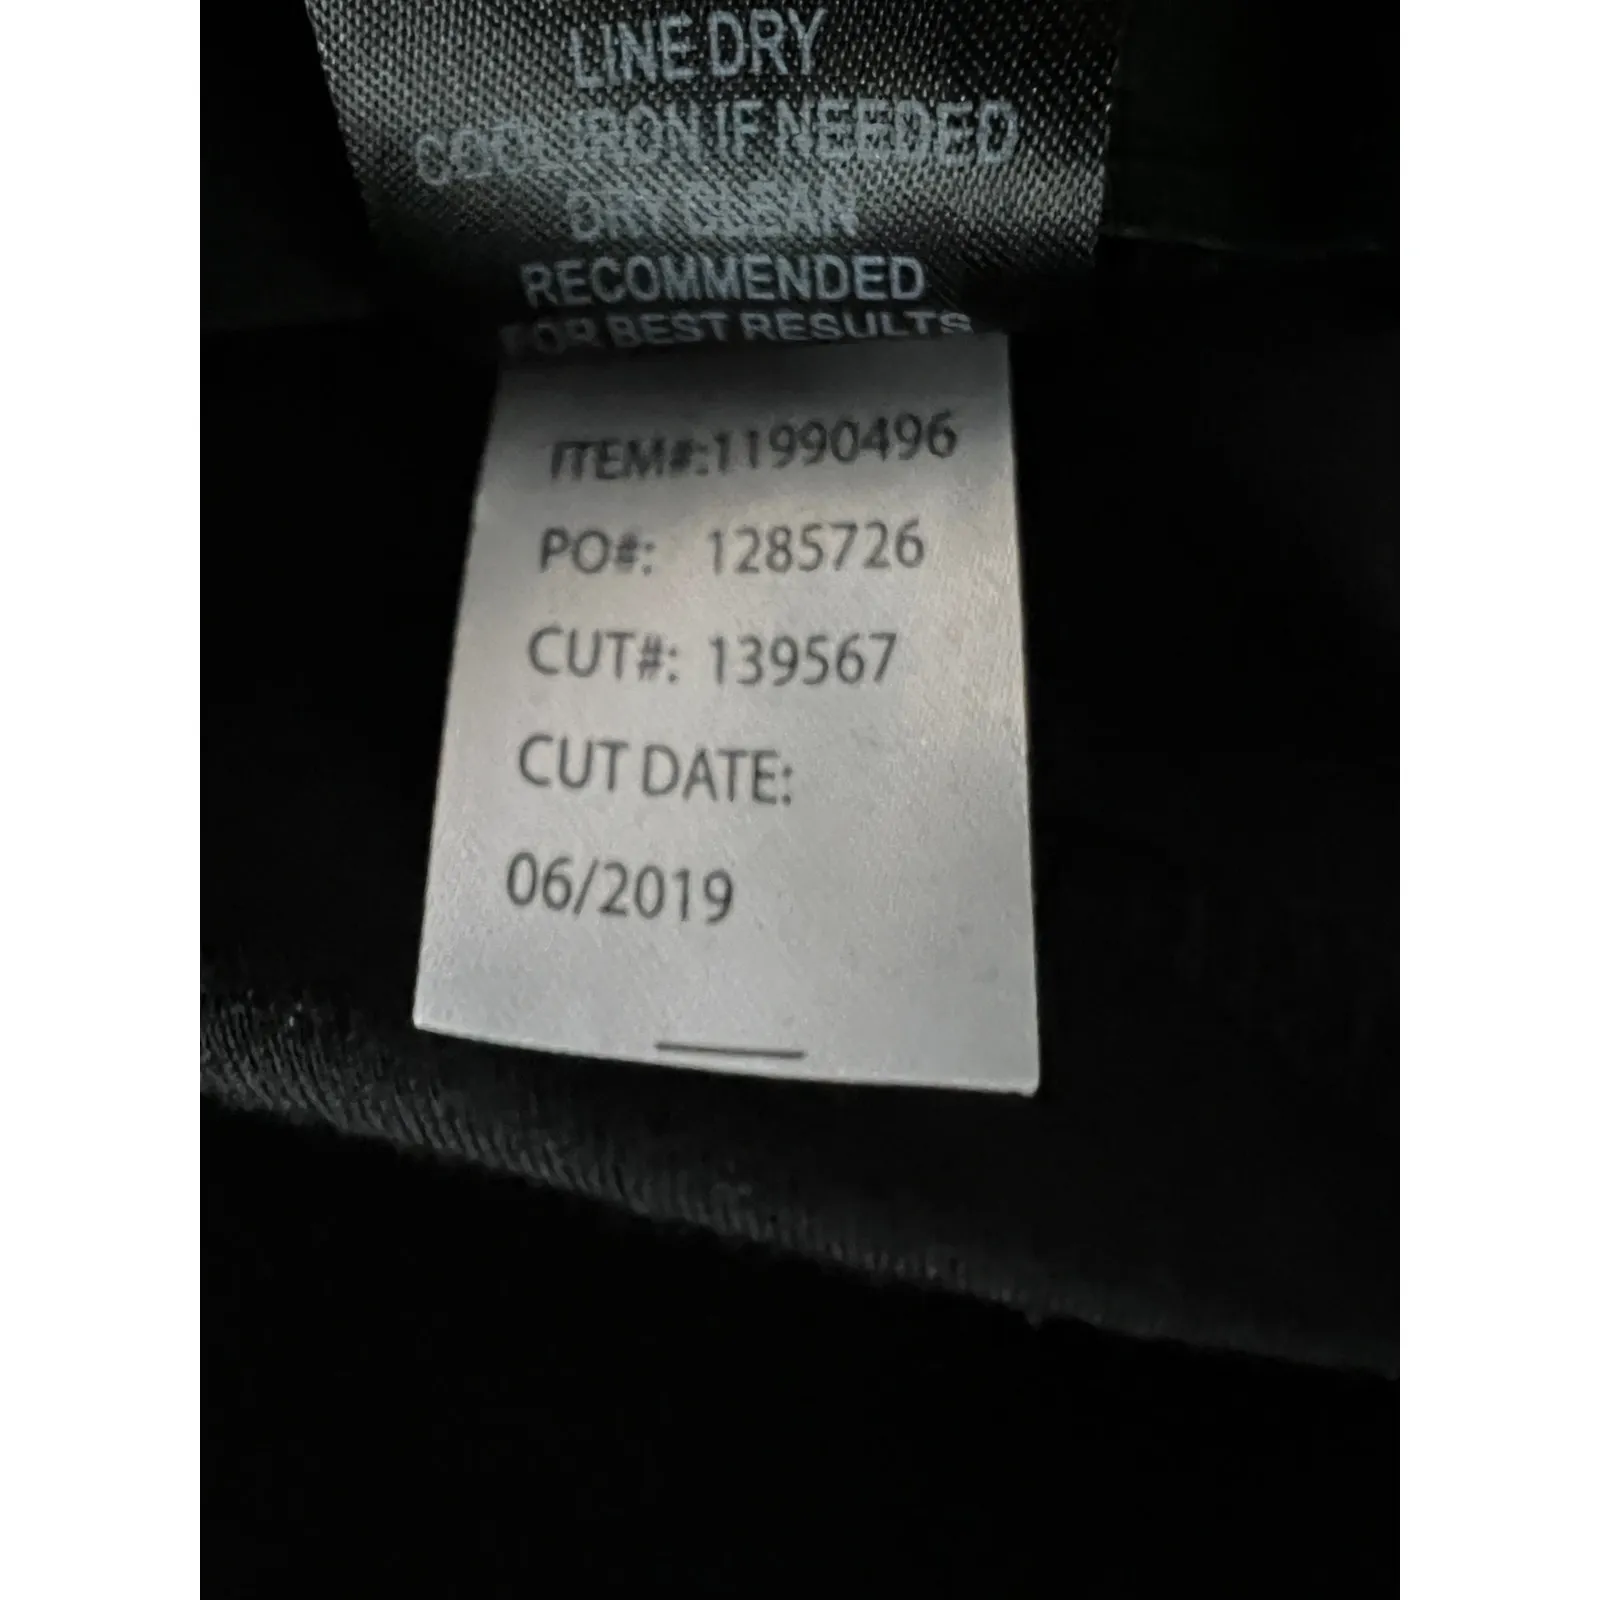 LINE DRY
COOL IRON IF NEEDED
DRY CLEAN
RECOMMENDED
FOR BEST RESULTS
ITEM#:11990496
PO#: 1285726
CUT#: 139567
CUT DATE:
06/2019